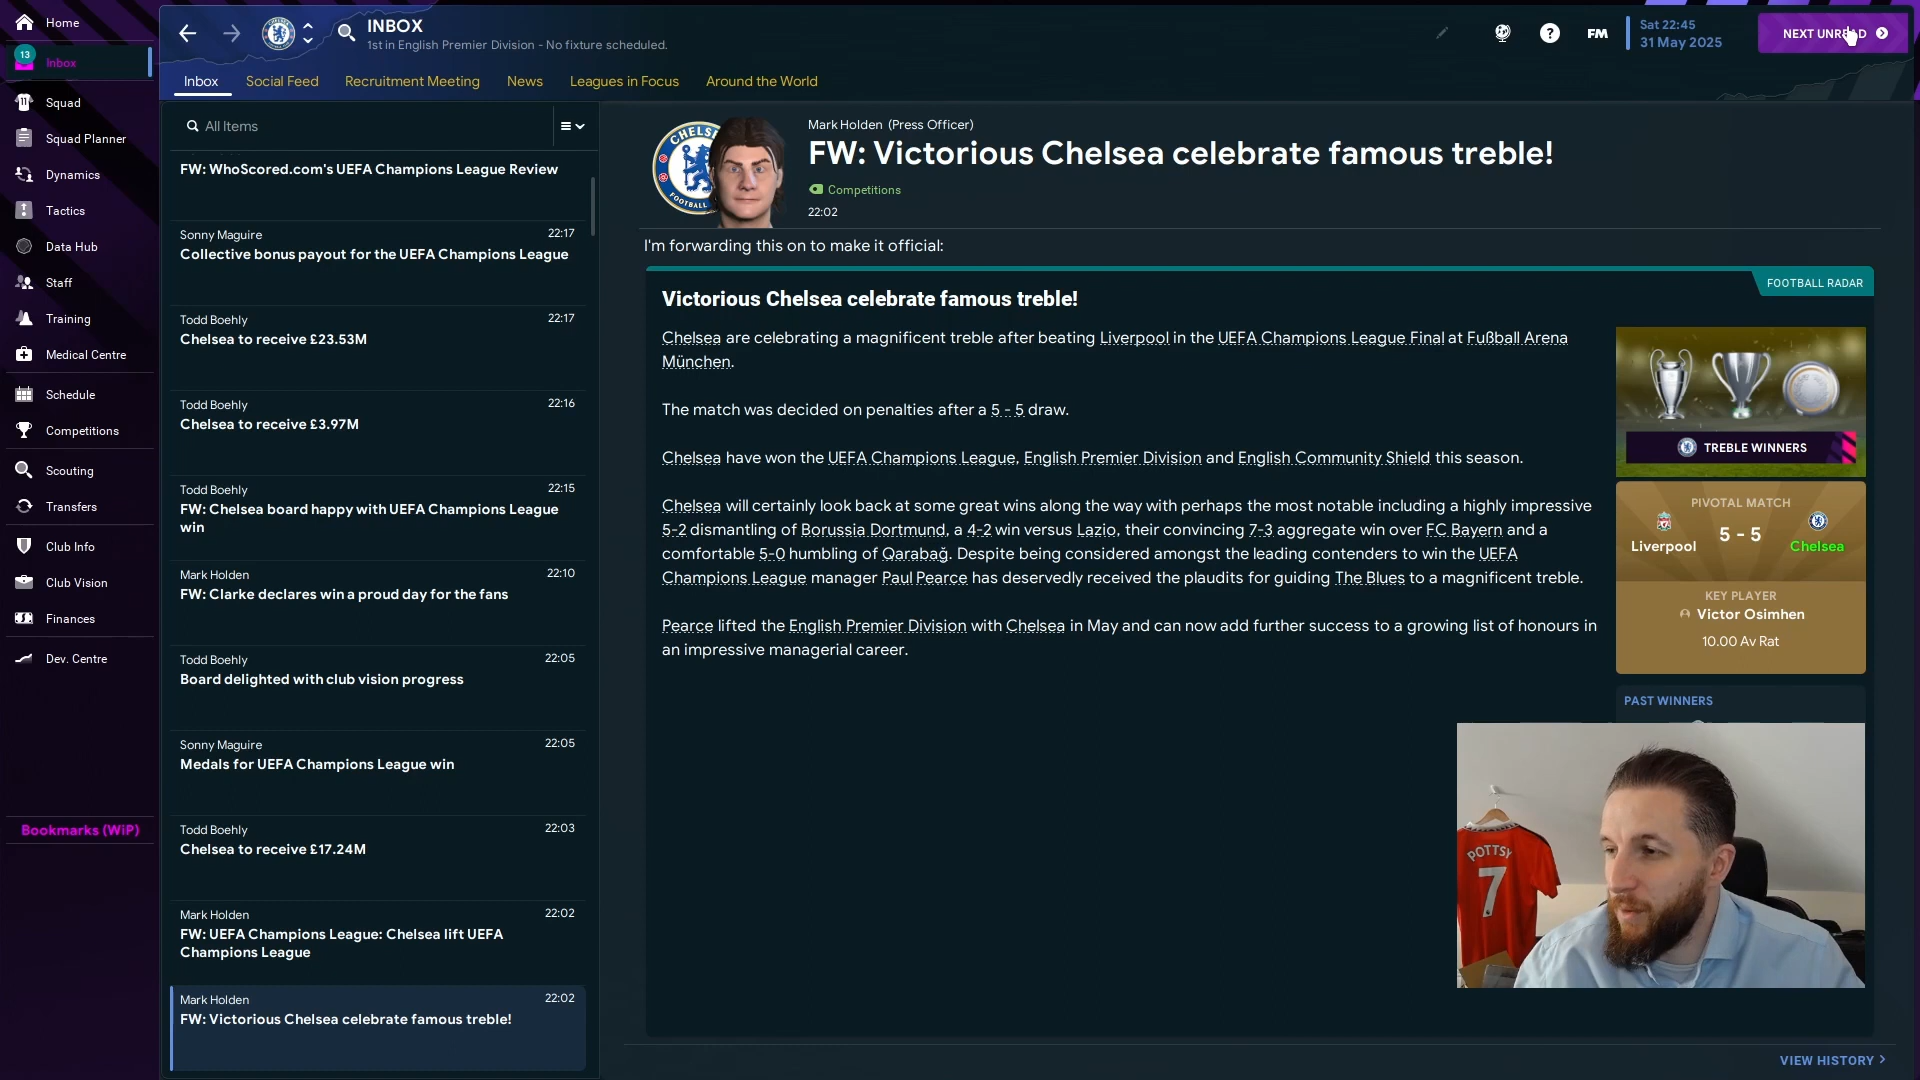 Home
13
Inbox
Squad
Squad Planner
Dynamics
Tactics
Data Hub
Staff
Training
Medical Centre
Schedule
Competitions
Scouting
Transfers
Club Info
Club Vision
Finances
Dev. Centre
Bookmarks (WiP)
INBOX
1st in English Premier Division - No fixture scheduled.
?
FM
Sat 22:45
31 May 2025
Inbox Social Feed Recruitment Meeting News Leagues in Focus Around the World
All Items
FW: WhoScored.com's UEFA Champions League Review
Sonny Maguire 22:17
Collective bonus payout for the UEFA Champions League
Todd Boehly 22:17
Chelsea to receive £23.53M
Todd Boehly 22:16
Chelsea to receive £3.97M
Todd Boehly 22:15
FW: Chelsea board happy with UEFA Champions League
win
Mark Holden 22:10
FW: Clarke declares win a proud day for the fans
Todd Boehly 22:05
Board delighted with club vision progress
Sonny Maguire 22:05
Medals for UEFA Champions League win
Todd Boehly 22:03
Chelsea to receive £17.24M
Mark Holden 22:02
FW: UEFA Champions League: Chelsea lift UEFA
Champions League
Mark Holden 22:02
FW: Victorious Chelsea celebrate famous treble!
Mark Holden (Press Officer)
FW: Victorious Chelsea celebrate famous treble!
Competitions
22:02
I'm forwarding this on to make it official:
FOOTBALL RADAR
Victorious Chelsea celebrate famous treble!
Chelsea are celebrating a magnificent treble after beating Liverpool in the UEFA Champions League Final at Fußball Arena
München.
The match was decided on penalties after a 5 - 5 draw.
Chelsea have won the UEFA Champions League, English Premier Division and English Community Shield this season.
Chelsea will certainly look back at some great wins along the way with perhaps the most notable including a highly impressive
5-2 dismantling of Borussia Dortmund, a 4-2 win versus Lazio, their convincing 7-3 aggregate win over FC Bayern and a
comfortable 5-0 humbling of Qarabağ. Despite being considered amongst the leading contenders to win the UEFA
Champions League manager Paul Pearce has deservedly received the plaudits for guiding The Blues to a magnificent treble.
Pearce lifted the English Premier Division with Chelsea in May and can now add further success to a growing list of honours in
an impressive managerial career.
TREBLE WINNERS
PIVOTAL MATCH
Liverpool 5 - 5 Chelsea
KEY PLAYER
Victor Osimhen
10.00 Av Rat
PAST WINNERS
POTTSY
7
VIEW HISTORY